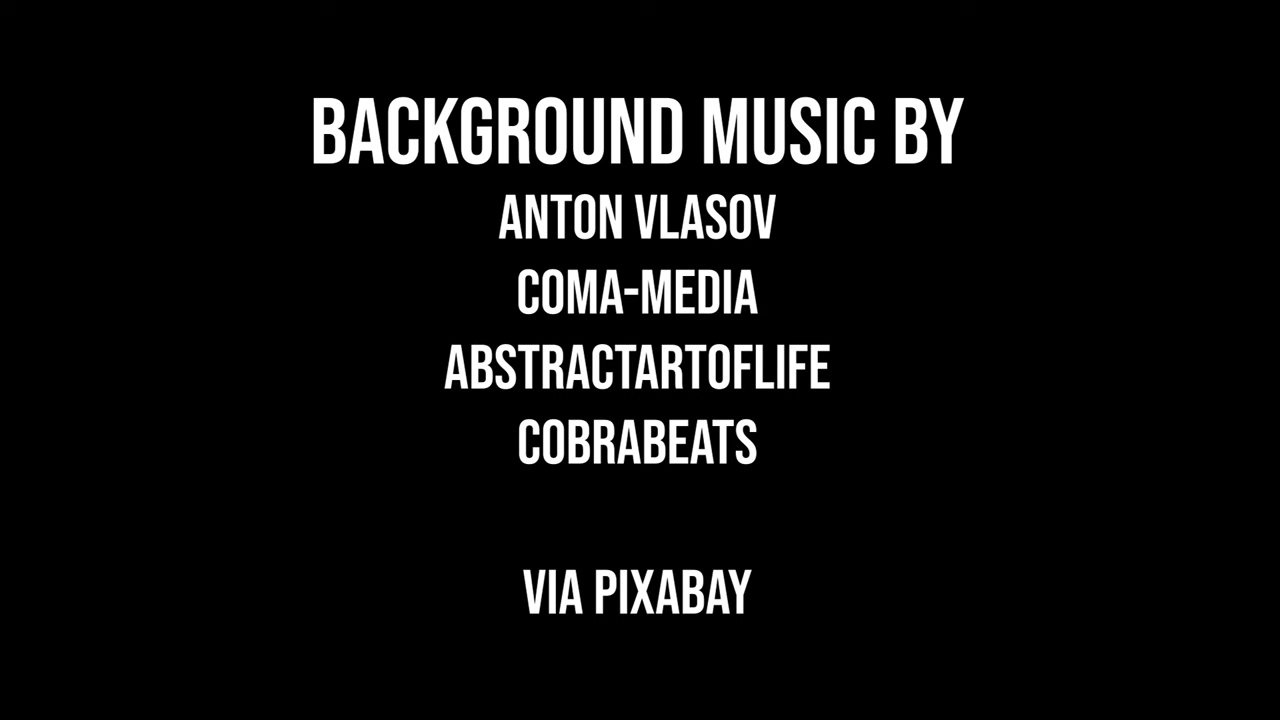 BACKGROUND MUSIC BY
ANTON VLASOV
COMA-MEDIA
ABSTRACTARTOFLIFE
COBRABEATS
VIA PIXABAY